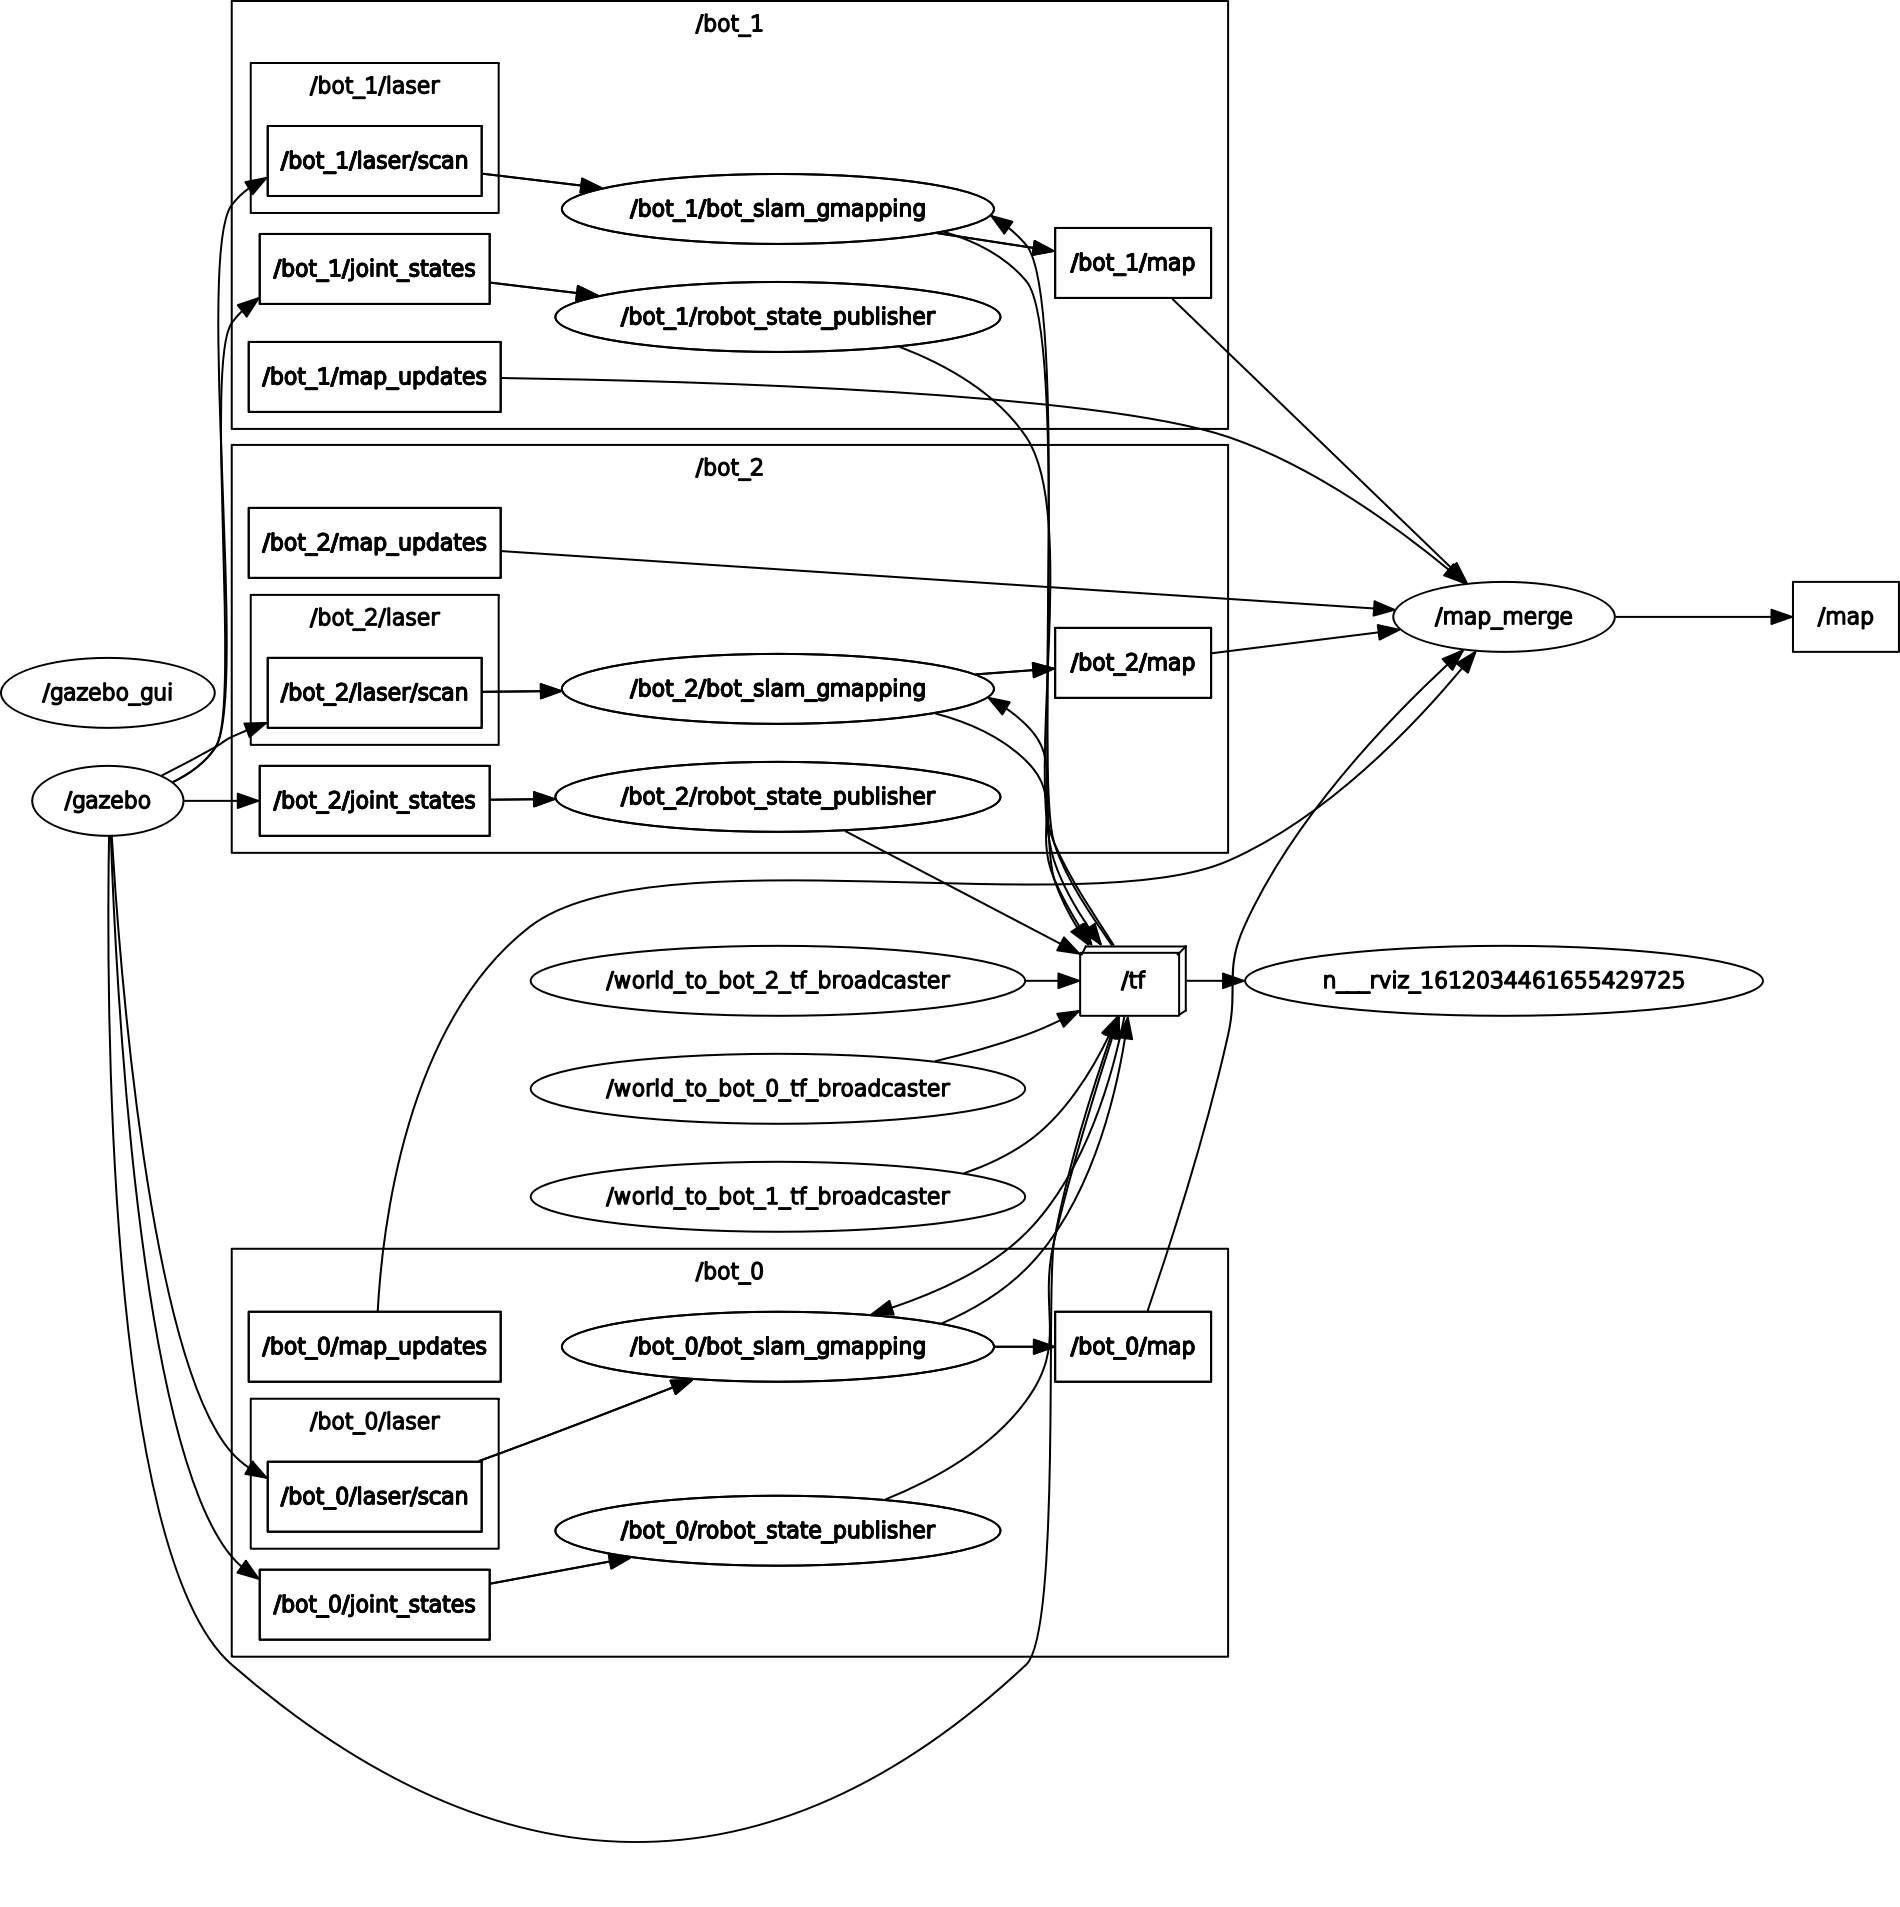 /bot_1
/bot_1/laser
/bot_1/laser/scan
/bot_1/bot_slam_gmapping
/bot_1/map
/bot_1/joint_states
/bot_1/robot_state_publisher
/bot_1/map_updates
/bot_2
/bot_2/map_updates
/bot_2/laser
/map_merge
/map
/bot_2/map
/gazebo_gui
/bot_2/laser/scan
/bot_2/bot_slam_gmapping
/gazebo
/bot_2/joint_states
/bot_2/robot_state_publisher
/world_to_bot_2_tf_broadcaster
/tf
n___rviz_1612034461655429725
/world_to_bot_0_tf_broadcaster
/world_to_bot_1_tf_broadcaster
/bot_0
/bot_0/map_updates
/bot_0/bot_slam_gmapping
/bot_0/map
/bot_0/laser
/bot_0/laser/scan
/bot_0/robot_state_publisher
/bot_0/joint_states